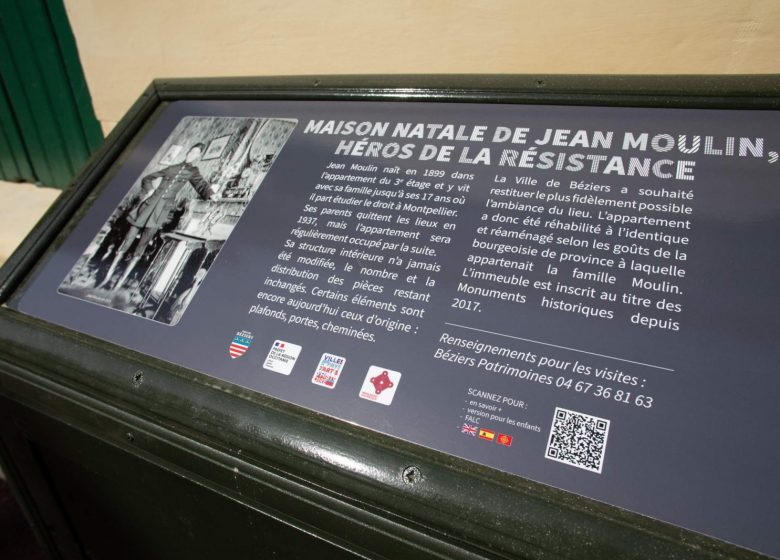 MAISON NATALE DE JEAN MOULIN,
HÉROS DE LA RÉSISTANCE
Jean Moulin naît en 1899 dans
l'appartement du 3e étage et y vit
avec sa famille jusqu'à ses 17 ans où
il part étudier le droit à Montpellier.
Ses parents quittent les lieux en
1937, mais l'appartement sera
régulièrement occupé par la suite.
Sa structure intérieure n'a jamais
été modifiée, le nombre et la
distribution des pièces restant
inchangés. Certains éléments sont
encore aujourd'hui ceux d'origine :
plafonds, portes, cheminées.
La Ville de Béziers a souhaité
restituer le plus fidèlement possible
l'ambiance du lieu. L'appartement
a donc été réhabilité à l'identique
et réaménagé selon les goûts de la
bourgeoisie de province à laquelle
appartenait la famille Moulin.
L'immeuble est inscrit au titre des
Monuments historiques depuis
2017.
Renseignements pour les visites :
Béziers Patrimoines 04 67 36 81 63
BÉZIERS
PRÉFET
DE LA RÉGION
OCCITANIE
SCANNEZ POUR :
- en savoir +
- version pour les enfants
- FALC